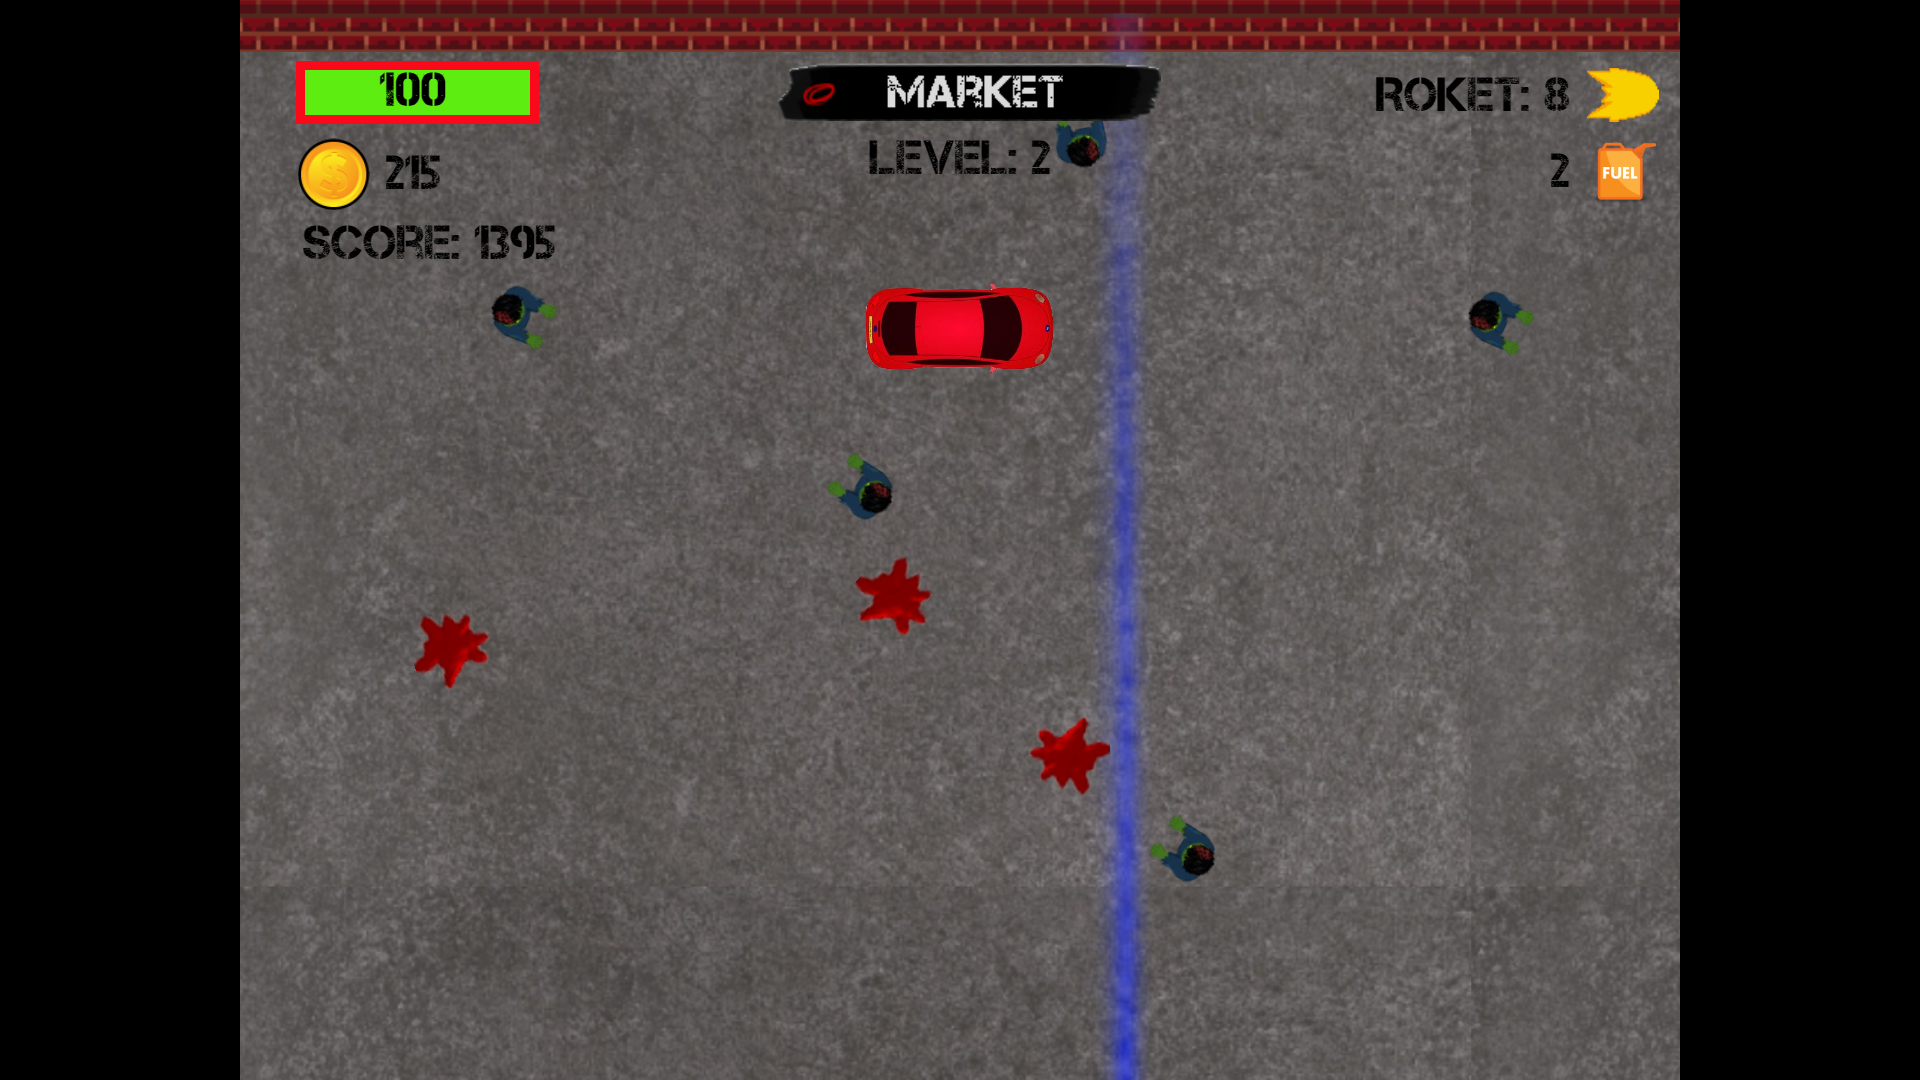 100
MARKET
ROKET: 8
215
LEVEL: 2
2
FUEL
SCORE: 1395